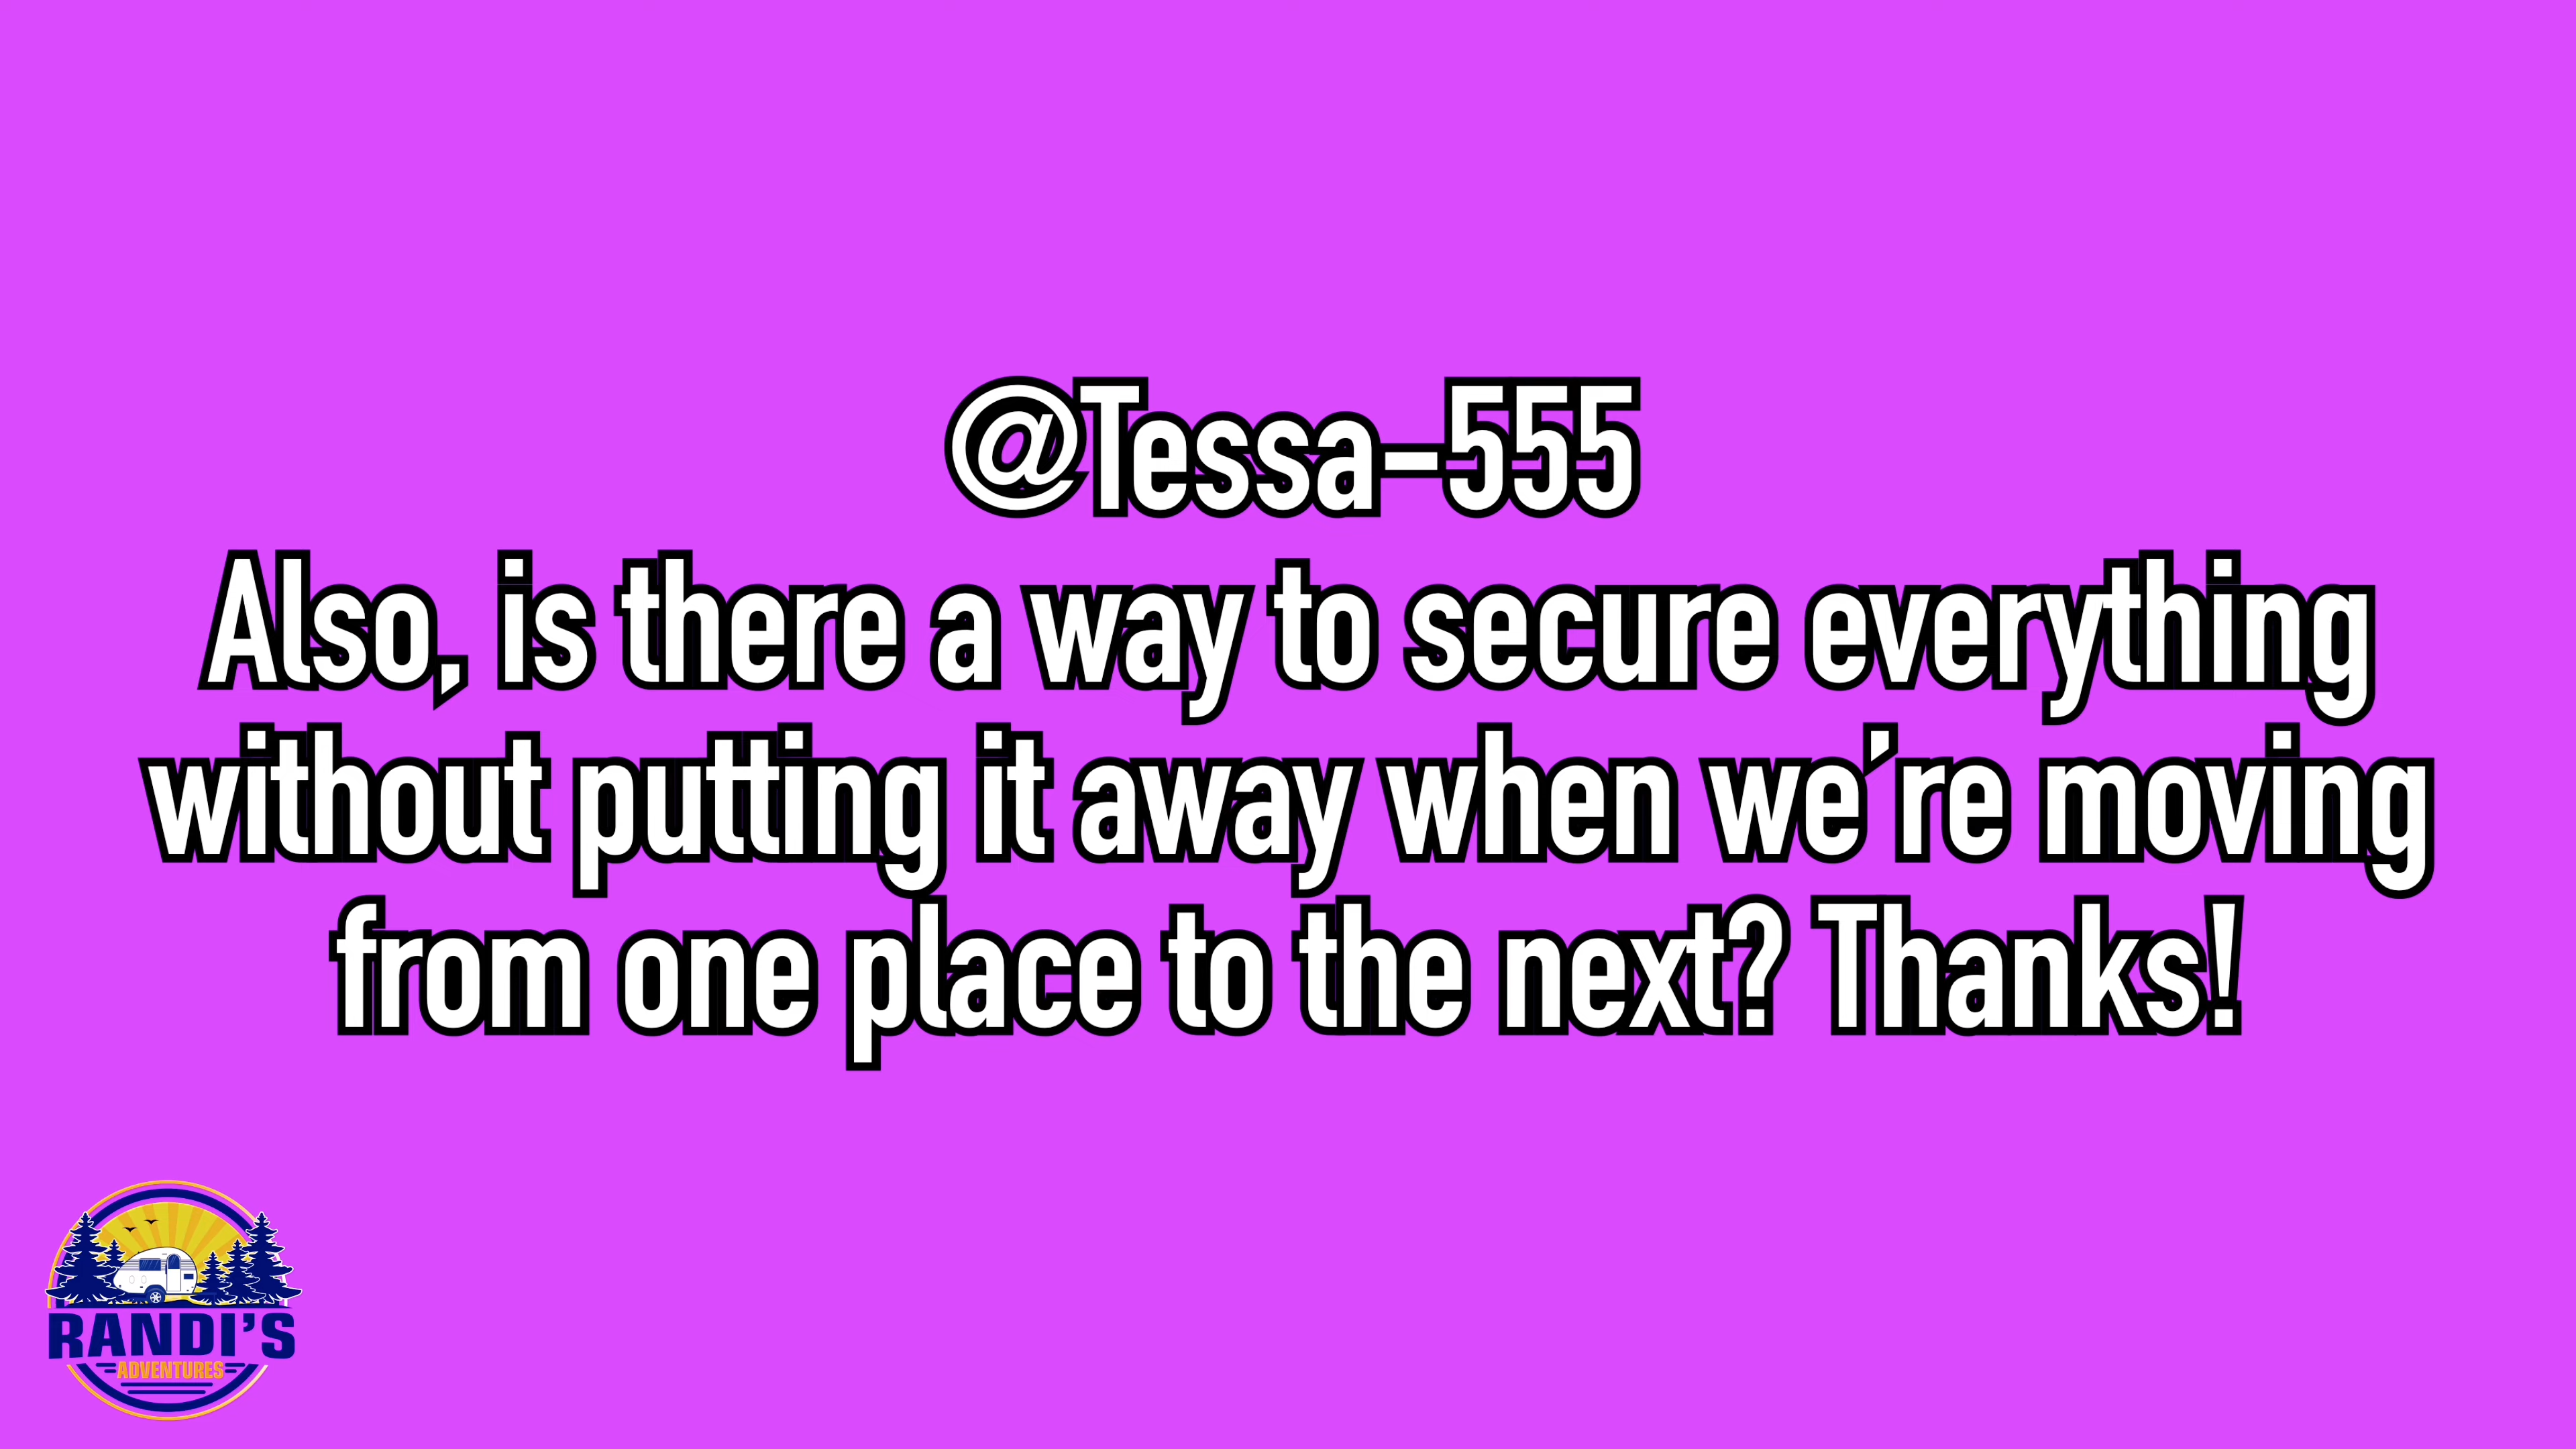 @Tessa-555
Also, is there a way to secure everything
without putting it away when we're moving
from one place to the next? Thanks!
RANDI'S
ADVENTURES